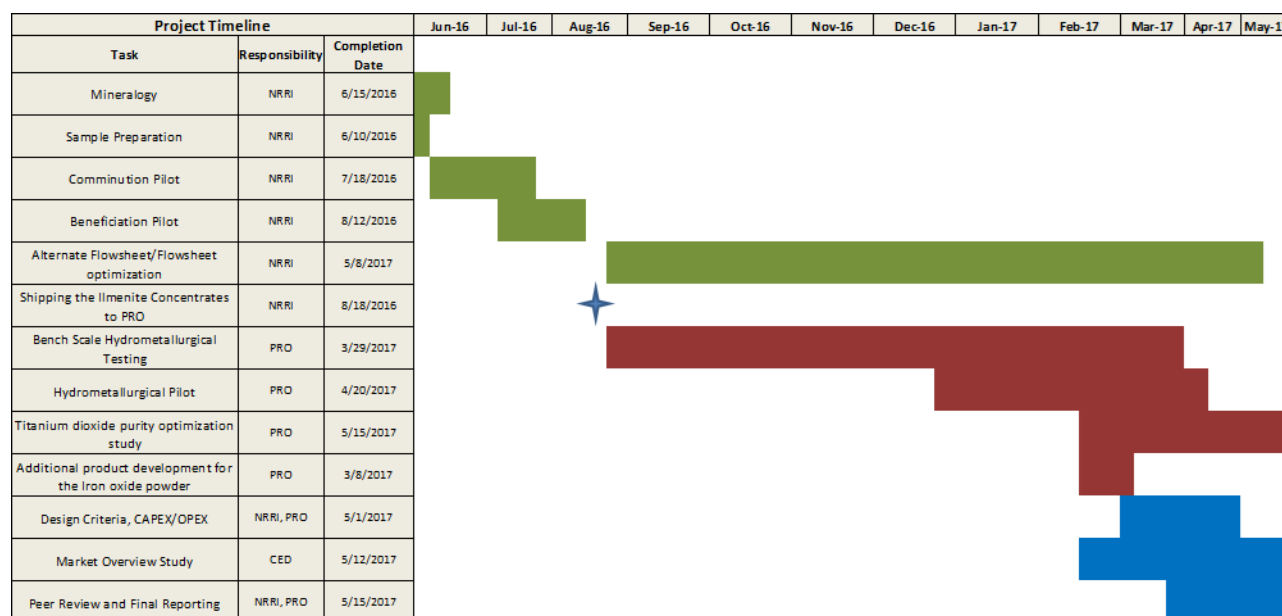 Project Timeline Jun-16 Jul-16 Aug-16 Sep-16 Oct-16 Nov-16 Dec-16 Jan-17 Feb-17 Mar-17 Apr-17 May-1
Task Responsibility Completion
Date
Mineralogy NRRI 6/15/2016
Sample Preparation NRRI 6/10/2016
Comminution Pilot NRRI 7/18/2016
Beneficiation Pilot NRRI 8/12/2016
Alternate Flowsheet/Flowsheet
optimization NRRI 5/8/2017
Shipping the Ilmenite Concentrates
to PRO NRRI 8/18/2016
Bench Scale Hydrometallurgical
Testing PRO 3/29/2017
Hydrometallurgical Pilot PRO 4/20/2017
Titanium dioxide purity optimization
study PRO 5/15/2017
Additional product development for
the Iron oxide powder PRO 3/8/2017
Design Criteria, CAPEX/OPEX NRRI, PRO 5/1/2017
Market Overview Study CED 5/12/2017
Peer Review and Final Reporting NRRI, PRO 5/15/2017